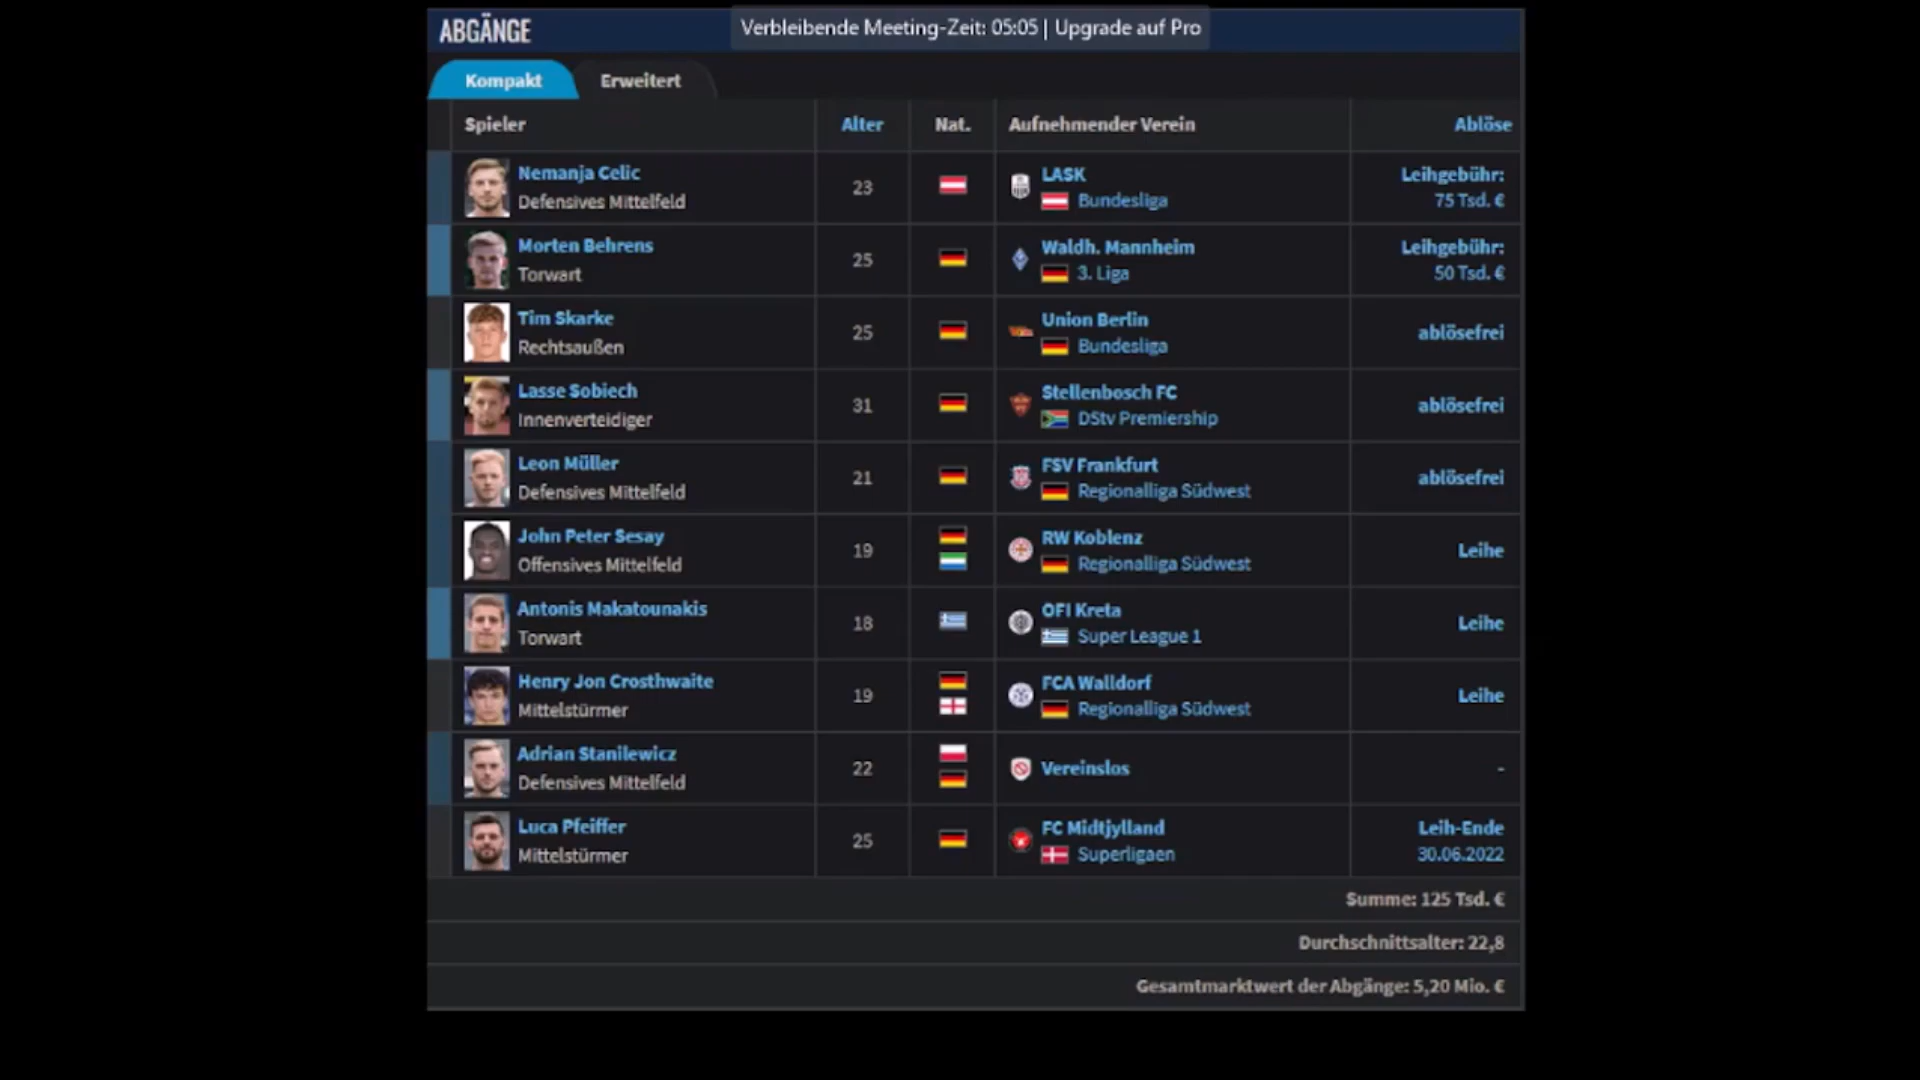 ABGÄNGE
Verbleibende Meeting-Zeit: 05:05 | Upgrade auf Pro
Kompakt Erweitert
Spieler Alter Nat. Aufnehmender Verein Ablöse
Nemanja Celic
Defensives Mittelfeld
23
LASK
Bundesliga
Leihgebühr:
75 Tsd. €
Morten Behrens
Torwart
25
Waldh. Mannheim
3. Liga
Leihgebühr:
50 Tsd. €
Tim Skarke
Rechtsaußen
25
Union Berlin
Bundesliga
ablösefrei
Lasse Sobiech
Innenverteidiger
31
Stellenbosch FC
DStv Premiership
ablösefrei
Leon Müller
Defensives Mittelfeld
21
FSV Frankfurt
Regionalliga Südwest
ablösefrei
John Peter Sesay
Offensives Mittelfeld
19
RW Koblenz
Regionalliga Südwest
Leihe
Antonis Makatounakis
Torwart
18
OFI Kreta
Super League 1
Leihe
Henry Jon Crosthwaite
Mittelstürmer
19
FCA Walldorf
Regionalliga Südwest
Leihe
Adrian Stanilewicz
Defensives Mittelfeld
22
Vereinslos
-
Luca Pfeiffer
Mittelstürmer
25
FC Midtjylland
Superligaen
Leih-Ende
30.06.2022
Summe: 125 Tsd. €
Durchschnittsalter: 22,8
Gesamtmarktwert der Abgänge: 5,20 Mio. €